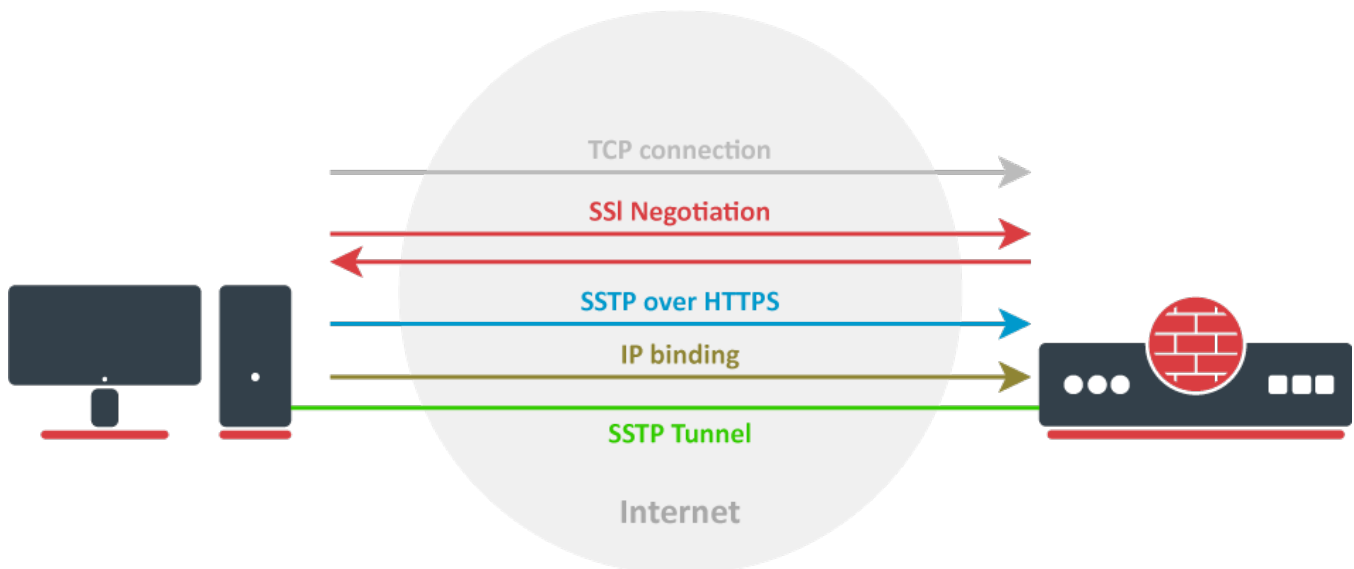 TCP connection
SSl Negotiation
SSTP over HTTPS
IP binding
SSTP Tunnel
Internet